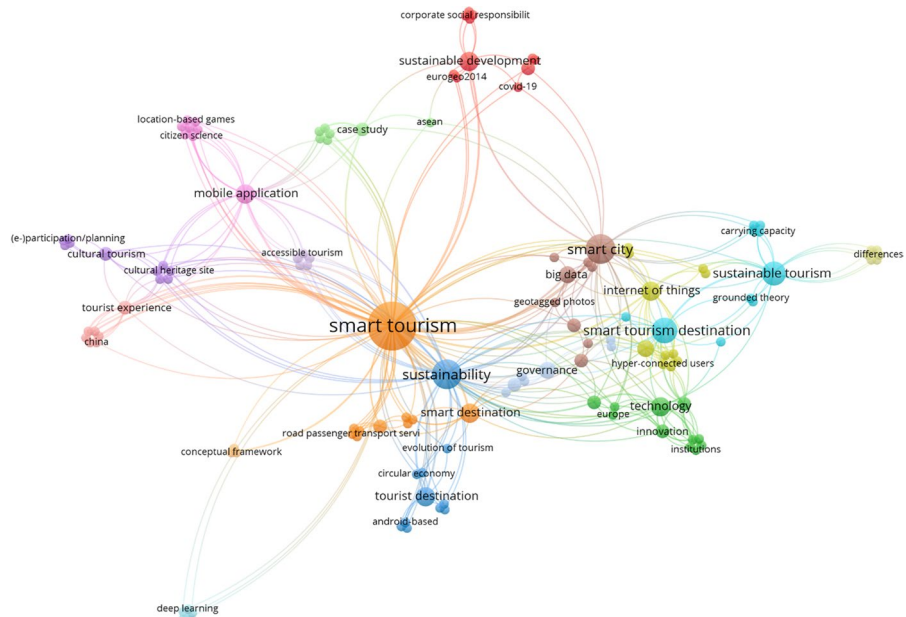 corporate social responsibilit
sustainable development
eurogeo2014
covid-19
location-based games
citizen science
case study
asean
mobile application
(e-)participation/planning
cultural tourism
accessible tourism
cultural heritage site
carrying capacity
smart city
differences
big data
sustainable tourism
internet of things
geotagged photos
grounded theory
tourist experience
smart tourism
smart tourism destination
china
hyper-connected users
sustainability
governance
smart destination
technology
europe
road passenger transport servi
innovation
conceptual framework
evolution of tourism
institutions
circular economy
tourist destination
android-based
deep learning